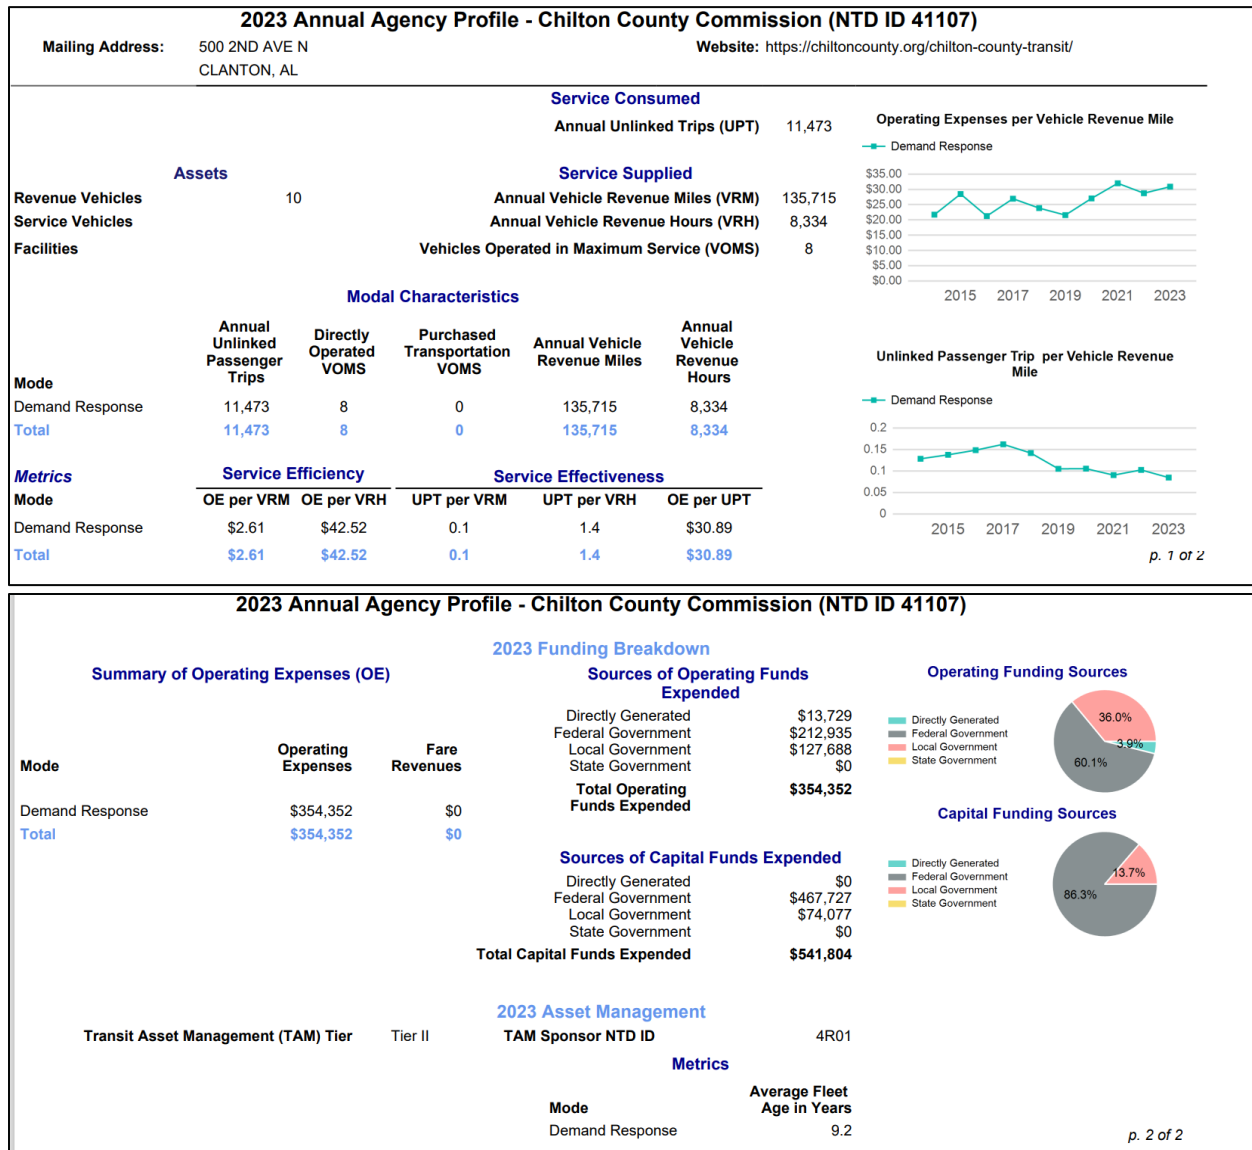 2023 Annual Agency Profile - Chilton County Commission (NTD ID 41107)
Mailing Address: 500 2ND AVE N
CLANTON, AL
Website: https://chiltoncounty.org/chilton-county-transit/
Service Consumed
Annual Unlinked Trips (UPT) 11,473
Assets
Revenue Vehicles 10
Service Vehicles
Facilities
Service Supplied
Annual Vehicle Revenue Miles (VRM) 135,715
Annual Vehicle Revenue Hours (VRH) 8,334
Vehicles Operated in Maximum Service (VOMS) 8
Operating Expenses per Vehicle Revenue Mile
Demand Response
$35.00
$30.00
$25.00
$20.00
$15.00
$10.00
$5.00
$0.00
2015 2017 2019 2021 2023
Modal Characteristics
Mode
Annual
Unlinked
Passenger
Trips
Directly
Operated
VOMS
Purchased
Transportation
VOMS
Annual Vehicle
Revenue Miles
Annual
Vehicle
Revenue
Hours
Demand Response 11,473 8 0 135,715 8,334
Total 11,473 8 0 135,715 8,334
Unlinked Passenger Trip per Vehicle Revenue
Mile
Demand Response
0.2
0.15
0.1
0.05
0
2015 2017 2019 2021 2023
Metrics Service Efficiency Service Effectiveness
Mode OE per VRM OE per VRH UPT per VRM UPT per VRH OE per UPT
Demand Response $2.61 $42.52 0.1 1.4 $30.89
Total $2.61 $42.52 0.1 1.4 $30.89
p. 1 of 2
2023 Annual Agency Profile - Chilton County Commission (NTD ID 41107)
2023 Funding Breakdown
Summary of Operating Expenses (OE)
Mode
Operating
Expenses
Fare
Revenues
Demand Response $354,352 $0
Total $354,352 $0
Sources of Operating Funds
Expended
Directly Generated $13,729
Federal Government $212,935
Local Government $127,688
State Government $0
Total Operating
Funds Expended
$354,352
Operating Funding Sources
Directly Generated
Federal Government
Local Government
State Government
36.0%
3.9%
60.1%
Sources of Capital Funds Expended
Directly Generated $0
Federal Government $467,727
Local Government $74,077
State Government $0
Total Capital Funds Expended $541,804
Capital Funding Sources
Directly Generated
Federal Government
Local Government
State Government
13.7%
86.3%
2023 Asset Management
Transit Asset Management (TAM) Tier Tier II TAM Sponsor NTD ID 4R01
Metrics
Mode
Average Fleet
Age in Years
Demand Response 9.2
p. 2 of 2